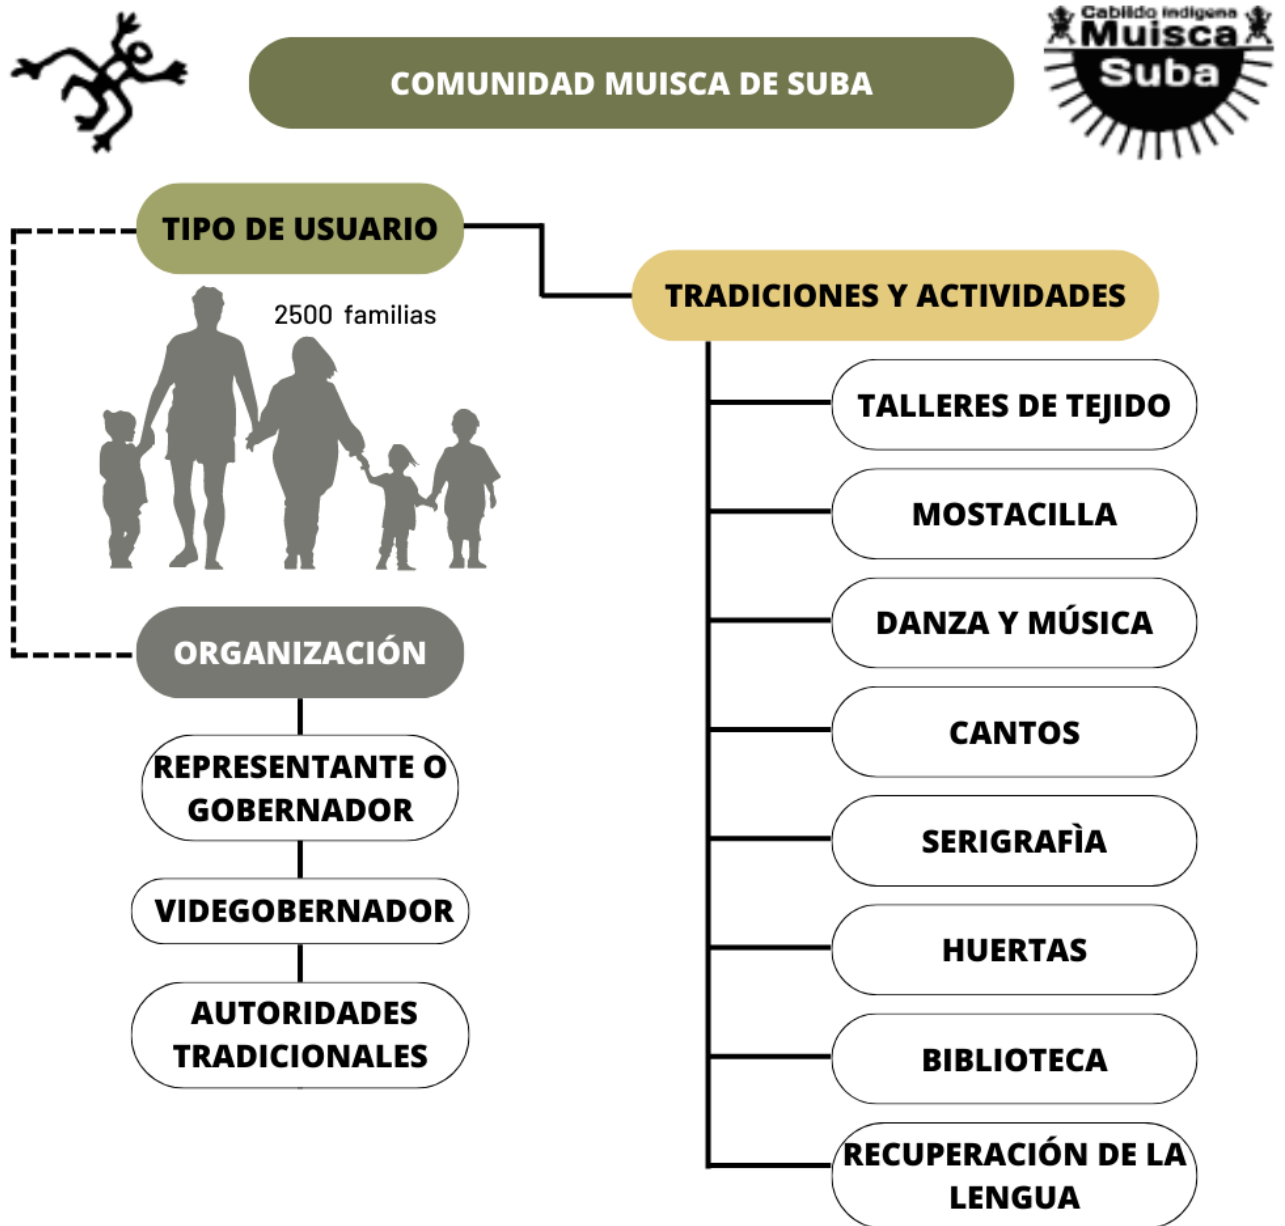 Cabildo indigena
Muisca
Suba
COMUNIDAD MUISCA DE SUBA
TIPO DE USUARIO
2500 familias
ORGANIZACIÓN
REPRESENTANTE O
GOBERNADOR
VIDEGOBERNADOR
AUTORIDADES
TRADICIONALES
TRADICIONES Y ACTIVIDADES
TALLERES DE TEJIDO
MOSTACILLA
DANZA Y MÚSICA
CANTOS
SERIGRAFÌA
HUERTAS
BIBLIOTECA
RECUPERACIÓN DE LA
LENGUA